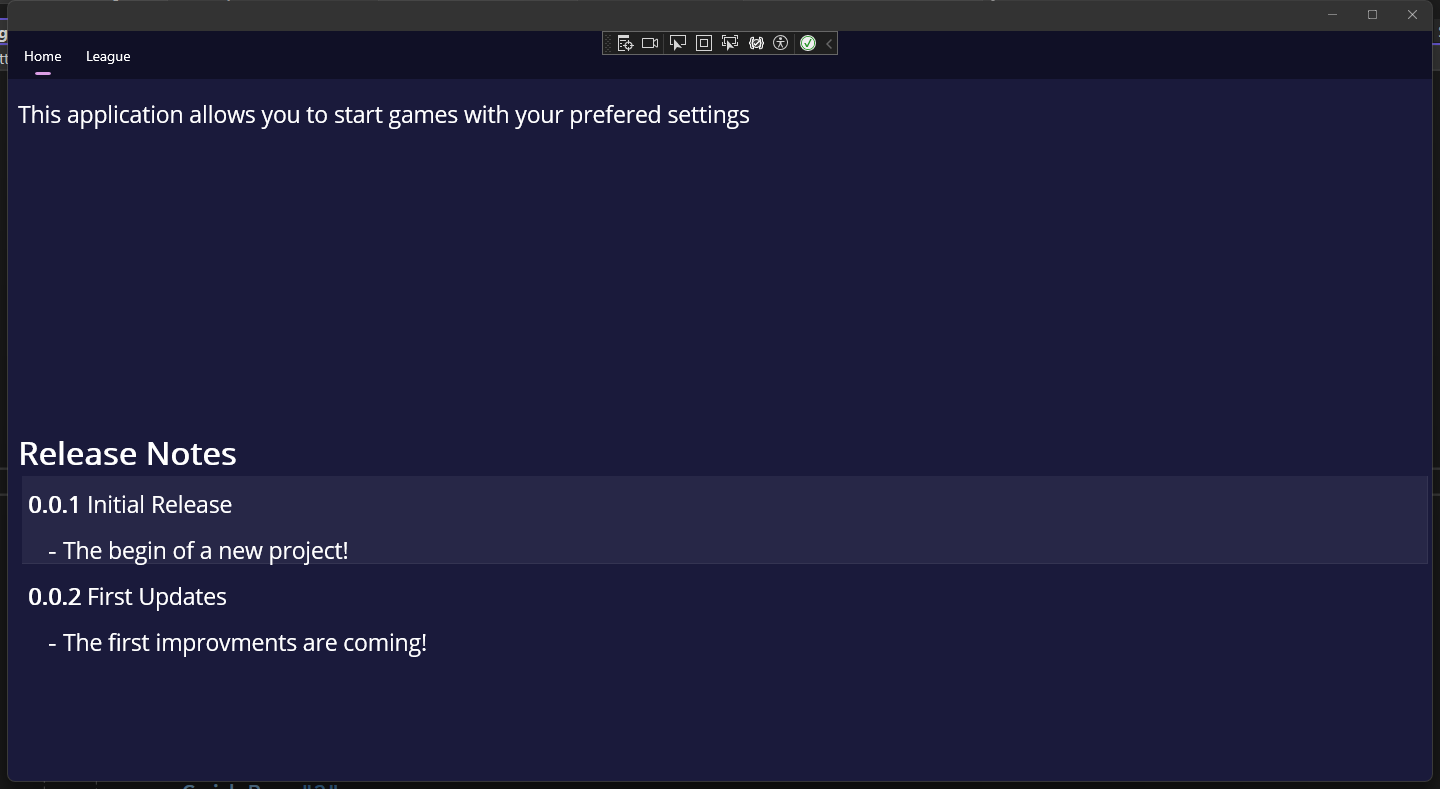 Home League
This application allows you to start games with your prefered settings
Release Notes
0.0.1 Initial Release
- The begin of a new project!
0.0.2 First Updates
- The first improvments are coming!